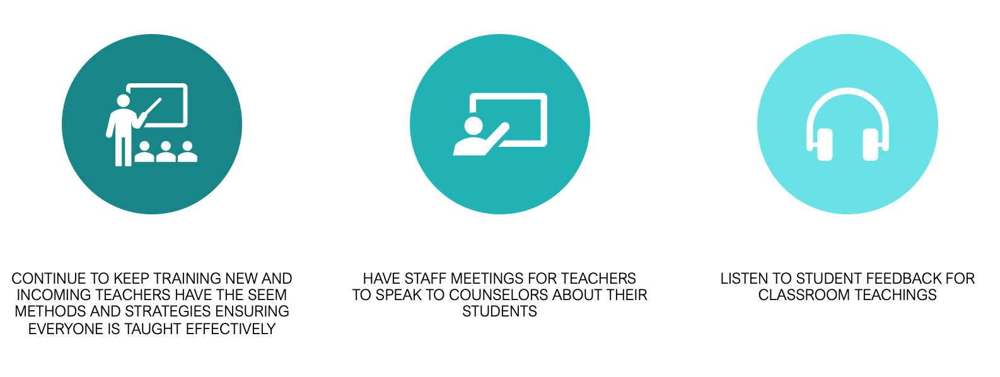 CONTINUE TO KEEP TRAINING NEW AND
INCOMING TEACHERS HAVE THE SEEM
METHODS AND STRATEGIES ENSURING
EVERYONE IS TAUGHT EFFECTIVELY
HAVE STAFF MEETINGS FOR TEACHERS
TO SPEAK TO COUNSELORS ABOUT THEIR
STUDENTS
LISTEN TO STUDENT FEEDBACK FOR
CLASSROOM TEACHINGS